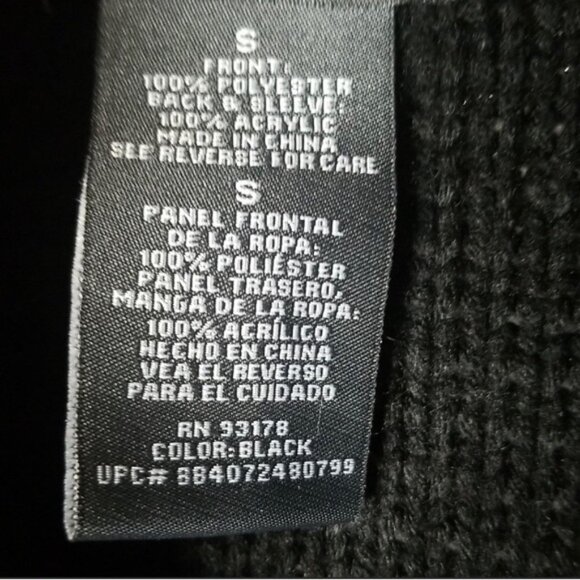 S
FRONT:
100% POLYESTER
BACK & SLEEVE:
100% ACRYLIC
MADE IN CHINA
SEE REVERSE FOR CARE
S
PANEL FRONTAL
DE LA ROPA:
100% POLIÉSTER
PANEL TRASERO,
MANGA DE LA ROPA:
100% ACRÍLICO
HECHO EN CHINA
VEA EL REVERSO
PARA EL CUIDADO
RN 93178
COLOR: BLACK
UPC# 884072480799